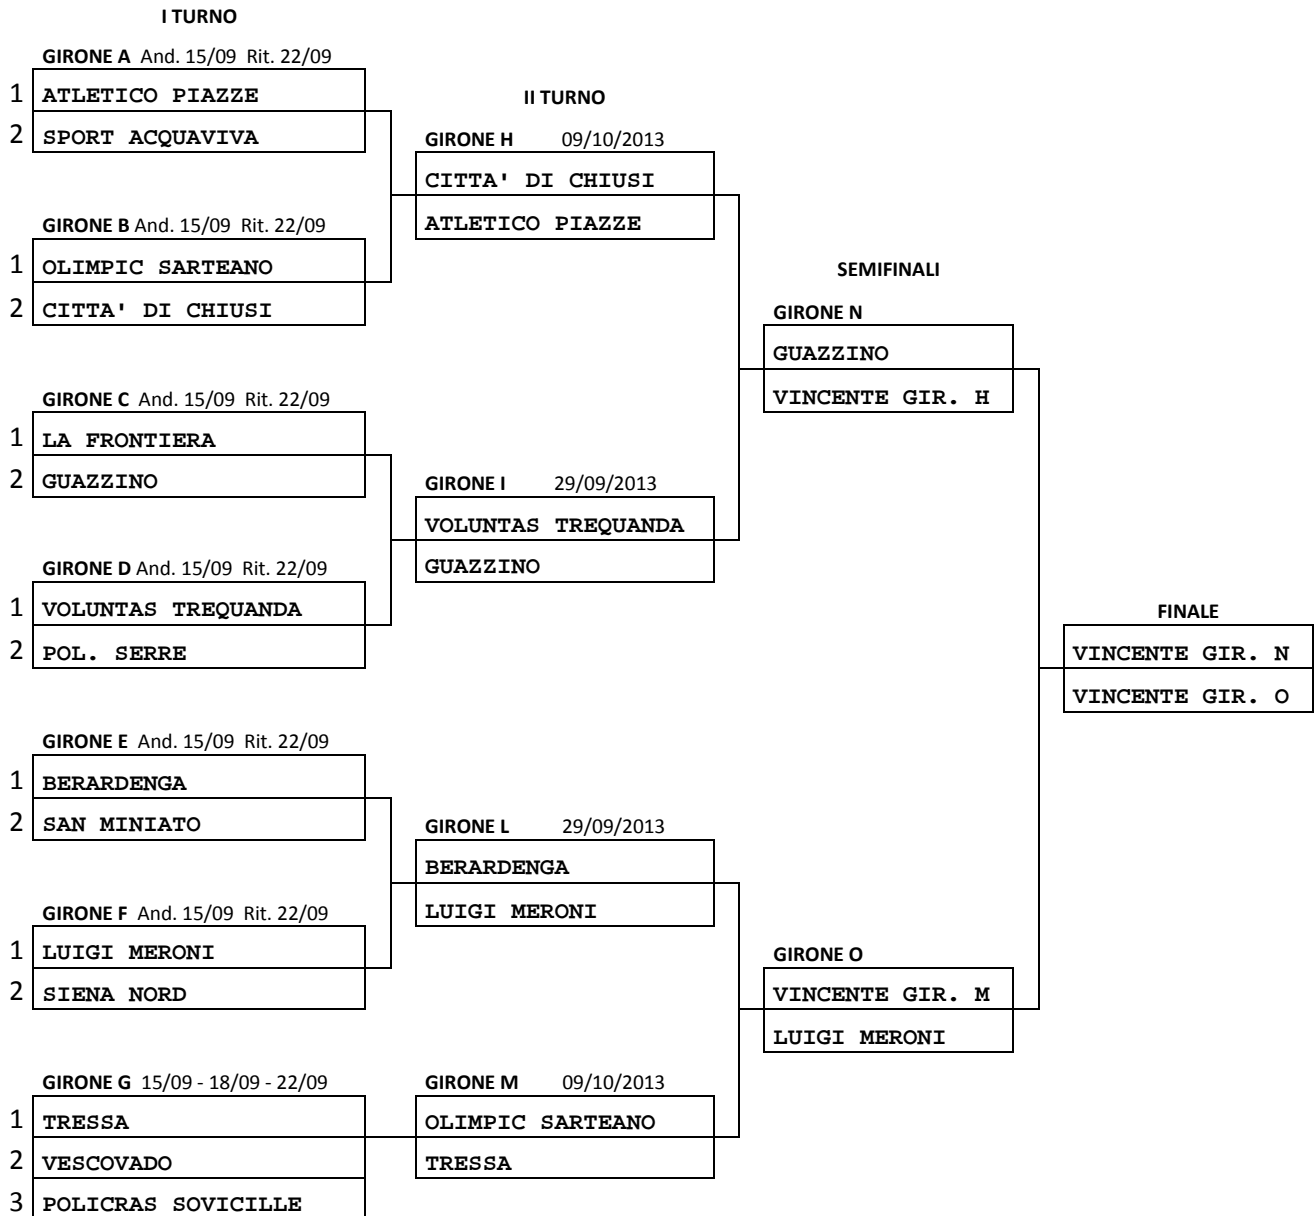 I TURNO
GIRONE A And. 15/09 Rit. 22/09
1 ATLETICO PIAZZE
2 SPORT ACQUAVIVA
GIRONE B And. 15/09 Rit. 22/09
1 OLIMPIC SARTEANO
2 CITTA' DI CHIUSI
GIRONE C And. 15/09 Rit. 22/09
1 LA FRONTIERA
2 GUAZZINO
GIRONE D And. 15/09 Rit. 22/09
1 VOLUNTAS TREQUANDA
2 POL. SERRE
GIRONE E And. 15/09 Rit. 22/09
1 BERARDENGA
2 SAN MINIATO
GIRONE F And. 15/09 Rit. 22/09
1 LUIGI MERONI
2 SIENA NORD
GIRONE G 15/09 - 18/09 - 22/09
1 TRESSA
2 VESCOVADO
3 POLICRAS SOVICILLE
II TURNO
GIRONE H 09/10/2013
CITTA' DI CHIUSI
ATLETICO PIAZZE
GIRONE I 29/09/2013
VOLUNTAS TREQUANDA
GUAZZINO
GIRONE L 29/09/2013
BERARDENGA
LUIGI MERONI
GIRONE M 09/10/2013
OLIMPIC SARTEANO
TRESSA
SEMIFINALI
GIRONE N
GUAZZINO
VINCENTE GIR. H
GIRONE O
VINCENTE GIR. M
LUIGI MERONI
FINALE
VINCENTE GIR. N
VINCENTE GIR. O